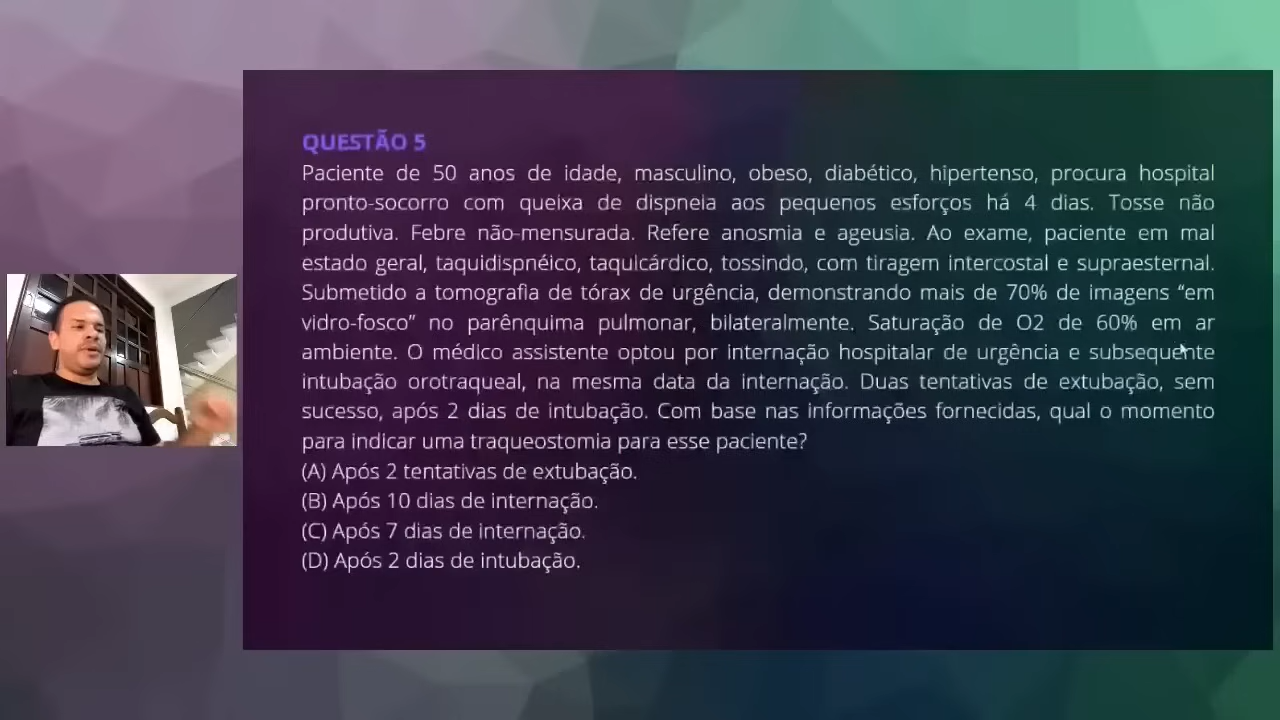 QUESTÃO 5
Paciente de 50 anos de idade, masculino, obeso, diabético, hipertenso, procura hospital
pronto-socorro com queixa de dispneia aos pequenos esforços há 4 dias. Tosse não
produtiva. Febre não-mensurada. Refere anosmia e ageusia. Ao exame, paciente em mal
estado geral, taquidispnéico, taquicárdico, tossindo, com tiragem intercostal e supraesternal.
Submetido a tomografia de tórax de urgência, demonstrando mais de 70% de imagens “em
vidro-fosco” no parênquima pulmonar, bilateralmente. Saturação de O2 de 60% em ar
ambiente. O médico assistente optou por internação hospitalar de urgência e subsequente
intubação orotraqueal, na mesma data da internação. Duas tentativas de extubação, sem
sucesso, após 2 dias de intubação. Com base nas informações fornecidas, qual o momento
para indicar uma traqueostomia para esse paciente?
(A) Após 2 tentativas de extubação.
(B) Após 10 dias de internação.
(C) Após 7 dias de internação.
(D) Após 2 dias de intubação.